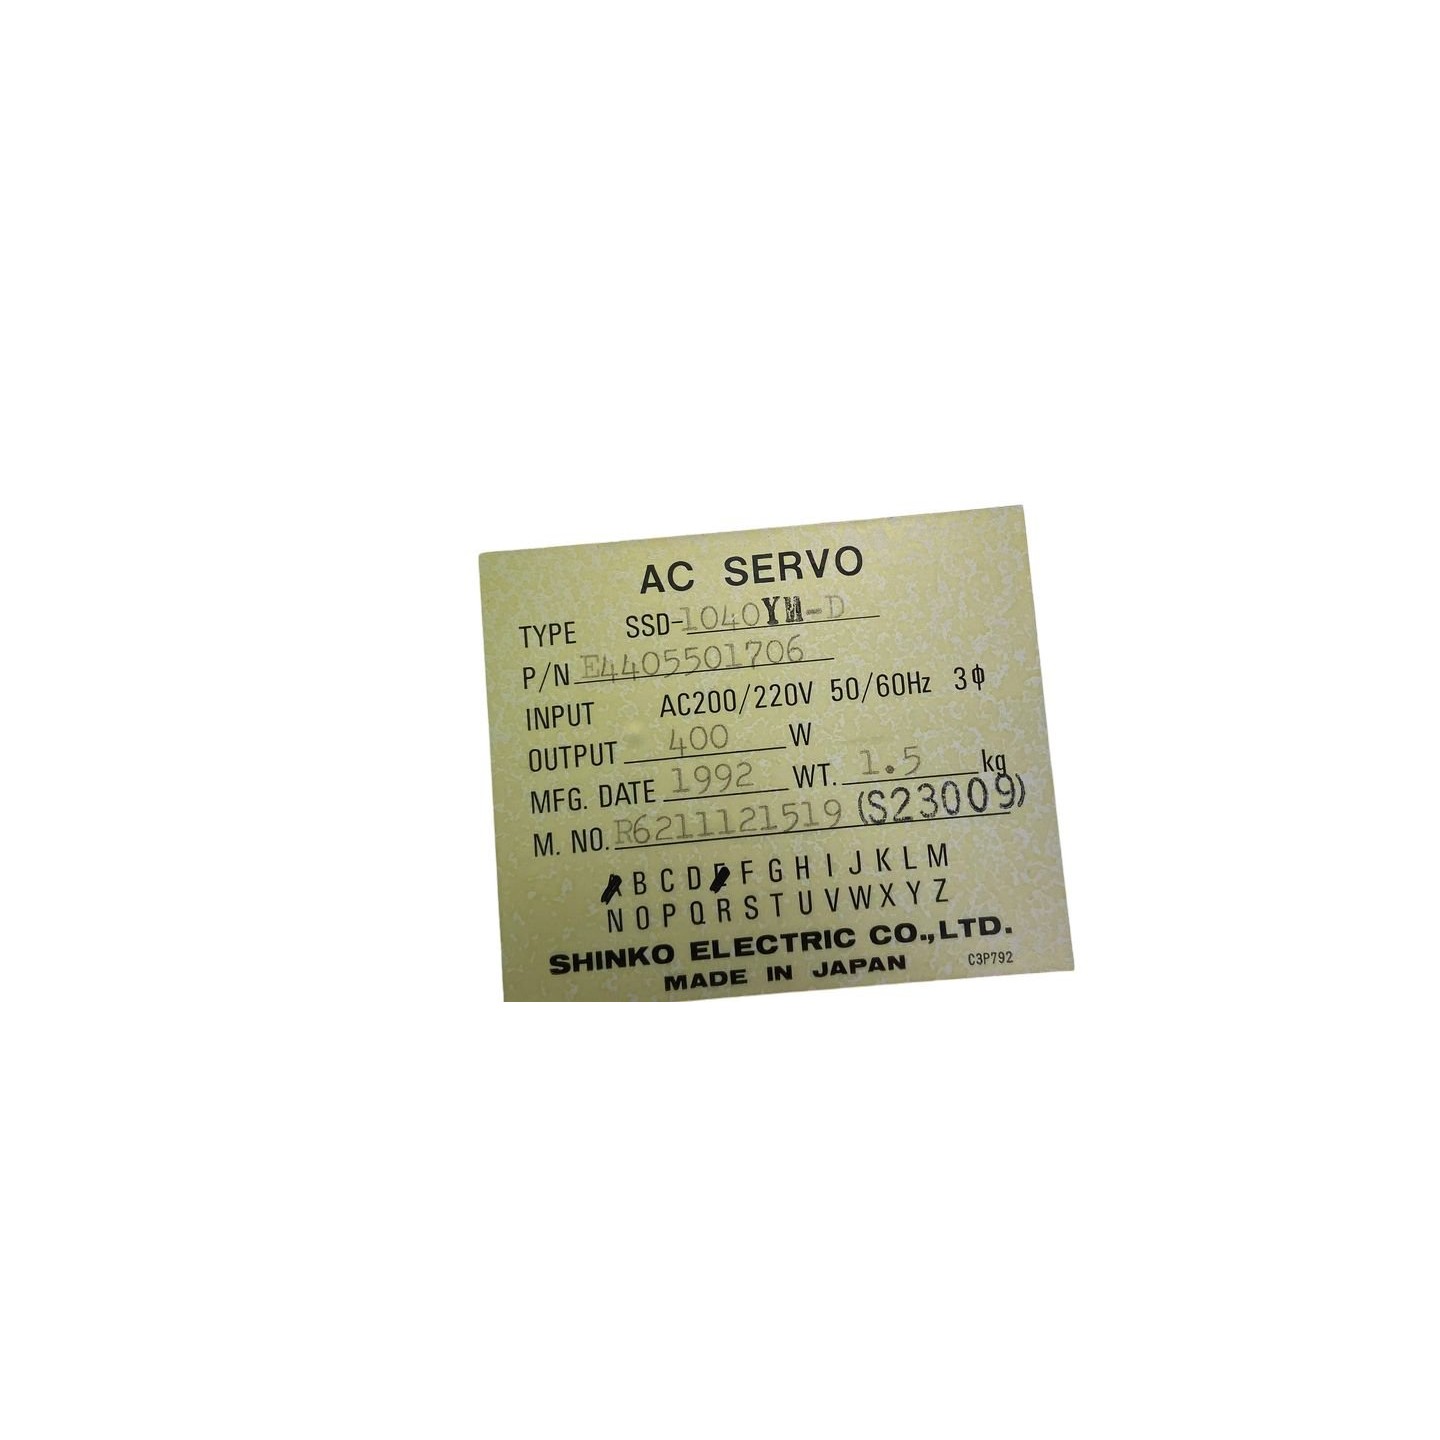 AC SERVO
TYPE SSD-1040YM-D
P/N E4405501706
INPUT AC200/220V 50/60Hz 3ϕ
OUTPUT 400 W
MFG. DATE 1992 WT. 1.5 kg
M. NO. R6211121519 (S23009)
A B C D E F G H I J K L M
N O P Q R S T U V W X Y Z
SHINKO ELECTRIC CO.,LTD.
MADE IN JAPAN C3P792